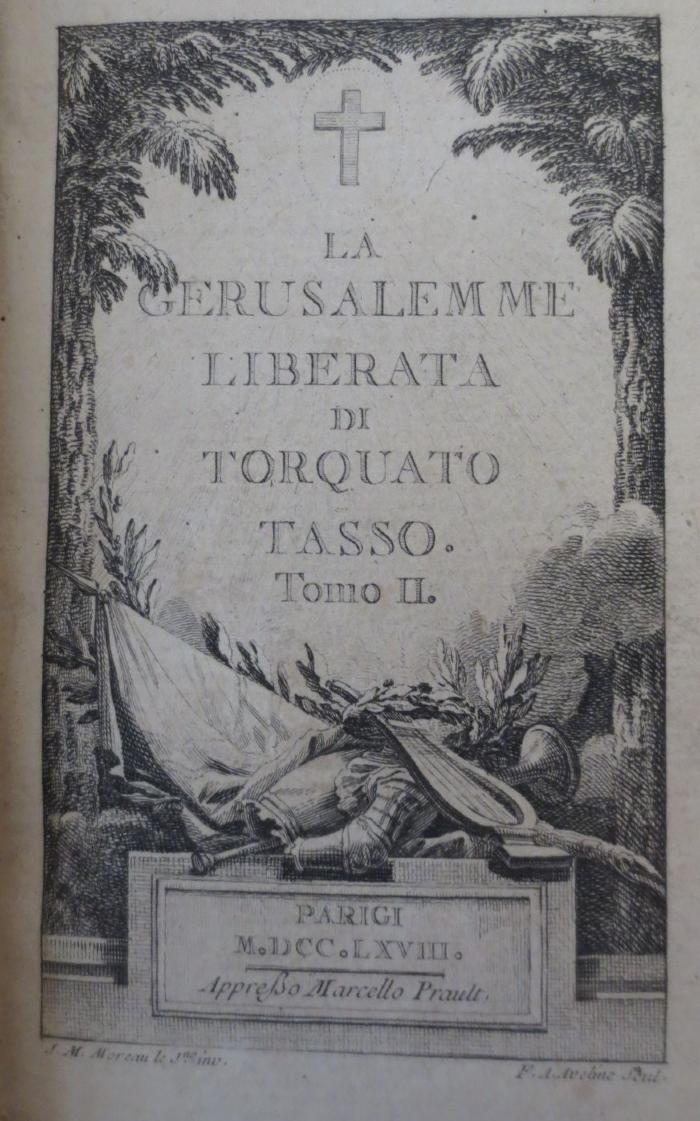 LA
GERUSALEMME
LIBERATA
DI
TORQUATO
TASSO.
Tomo II.
PARIGI
M.DCC.LXVIII.
Appreßo Marcello Prault.
J. M. Moreau le Jne inv.
F. A. Aveline Scul.